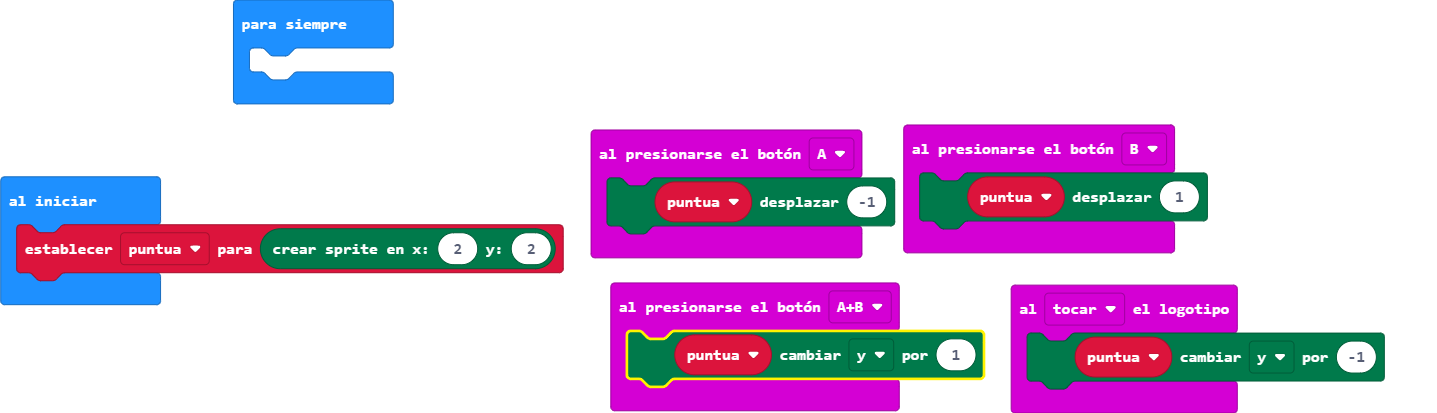 para siempre
al iniciar
establecer puntua para crear sprite en x: 2 y: 2
al presionarse el botón A
puntua desplazar -1
al presionarse el botón B
puntua desplazar 1
al presionarse el botón A+B
puntua cambiar y por 1
al tocar el logotipo
puntua cambiar y por -1